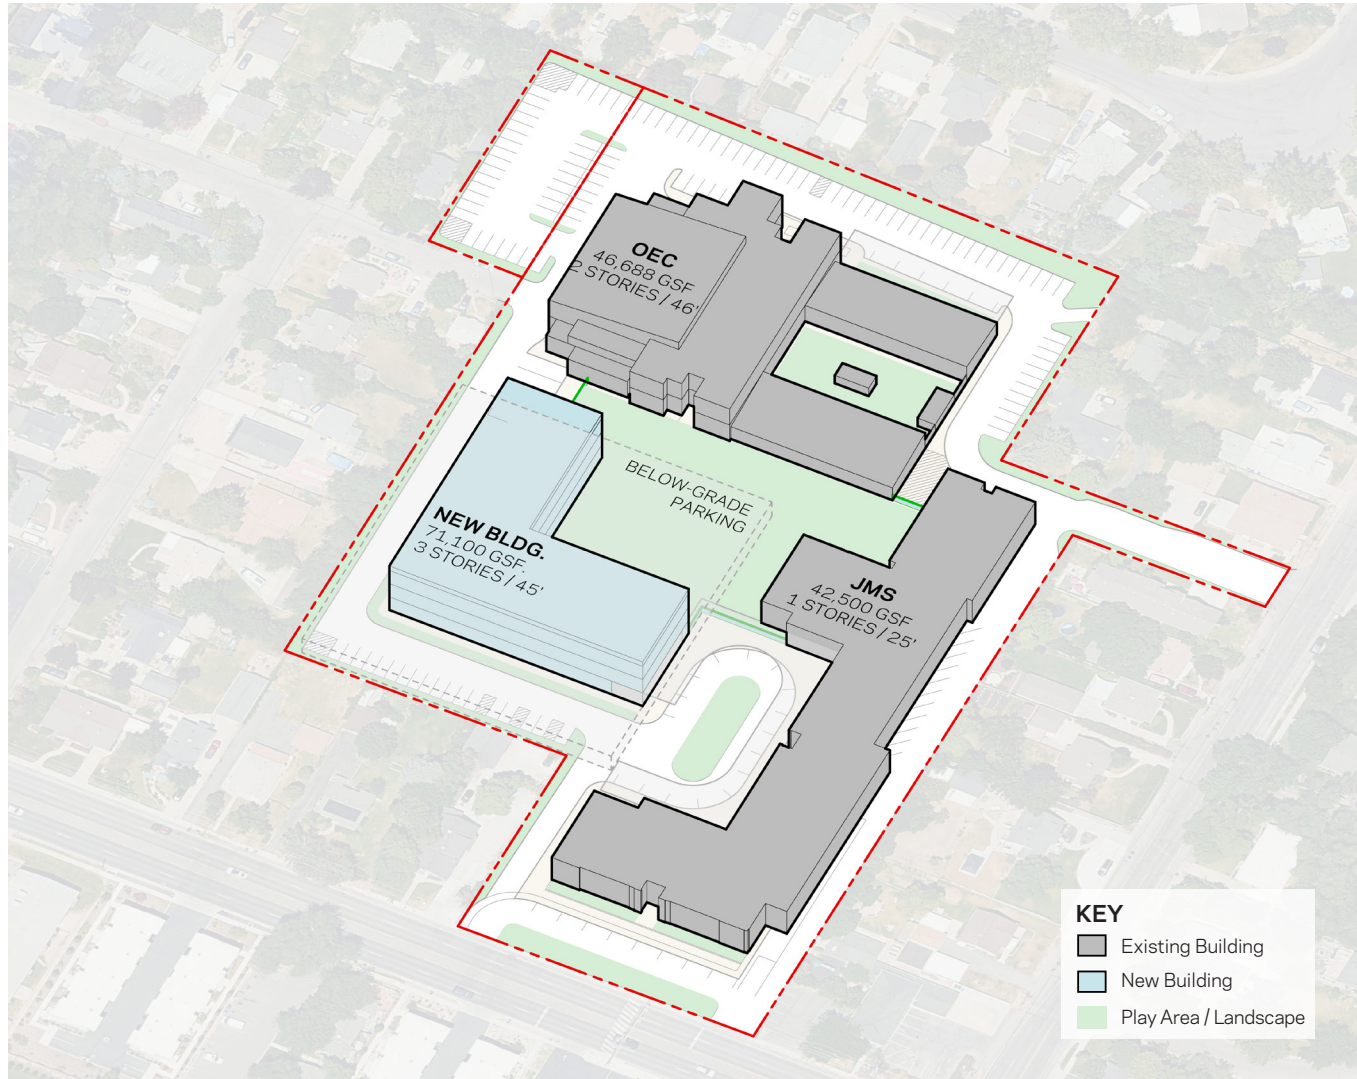 OEC
46,688 GSF
2 STORIES / 46'
BELOW-GRADE
PARKING
NEW BLDG.
71,100 GSF.
3 STORIES / 45'
JMS
42,500 GSF
1 STORIES / 25'
KEY
Existing Building
New Building
Play Area / Landscape